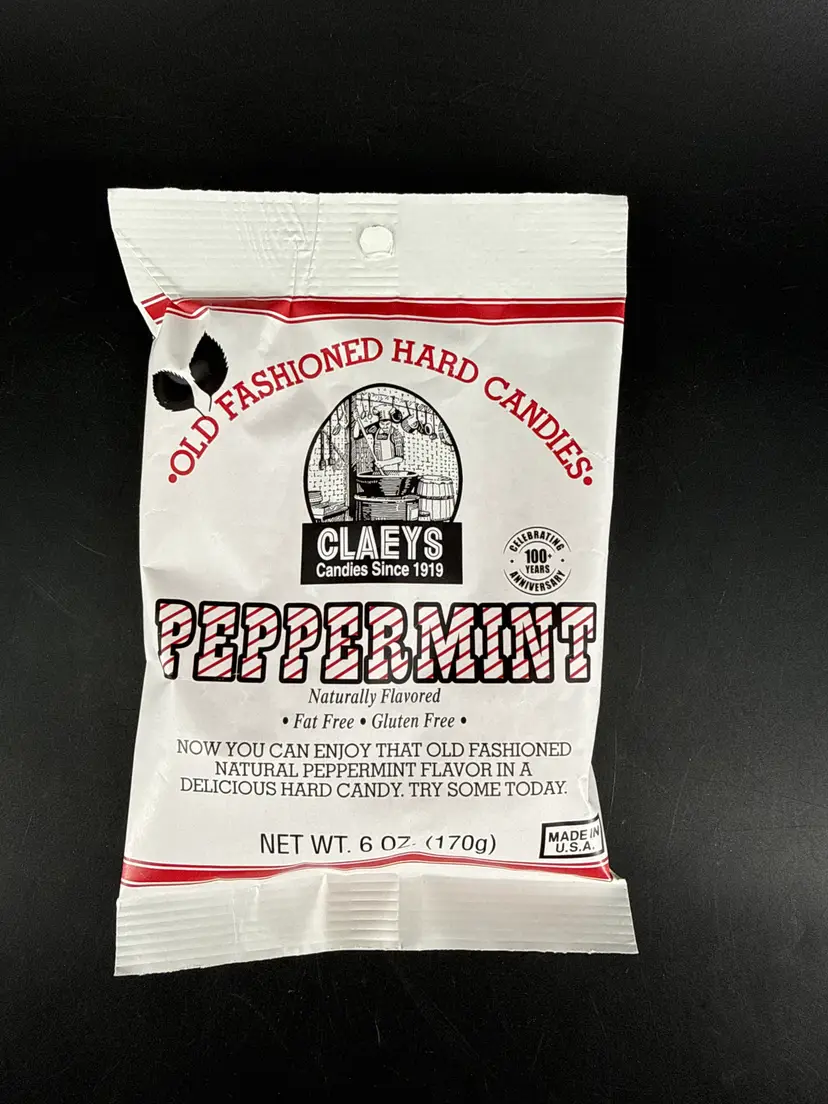 •OLD FASHIONED HARD CANDIES•
CLAEYS
Candies Since 1919
CELEBRATING
100+
YEARS
ANNIVERSARY
PEPPERMINT
Naturally Flavored
• Fat Free • Gluten Free •
NOW YOU CAN ENJOY THAT OLD FASHIONED
NATURAL PEPPERMINT FLAVOR IN A
DELICIOUS HARD CANDY. TRY SOME TODAY.
NET WT. 6 OZ. (170g)
MADE IN
U.S.A.